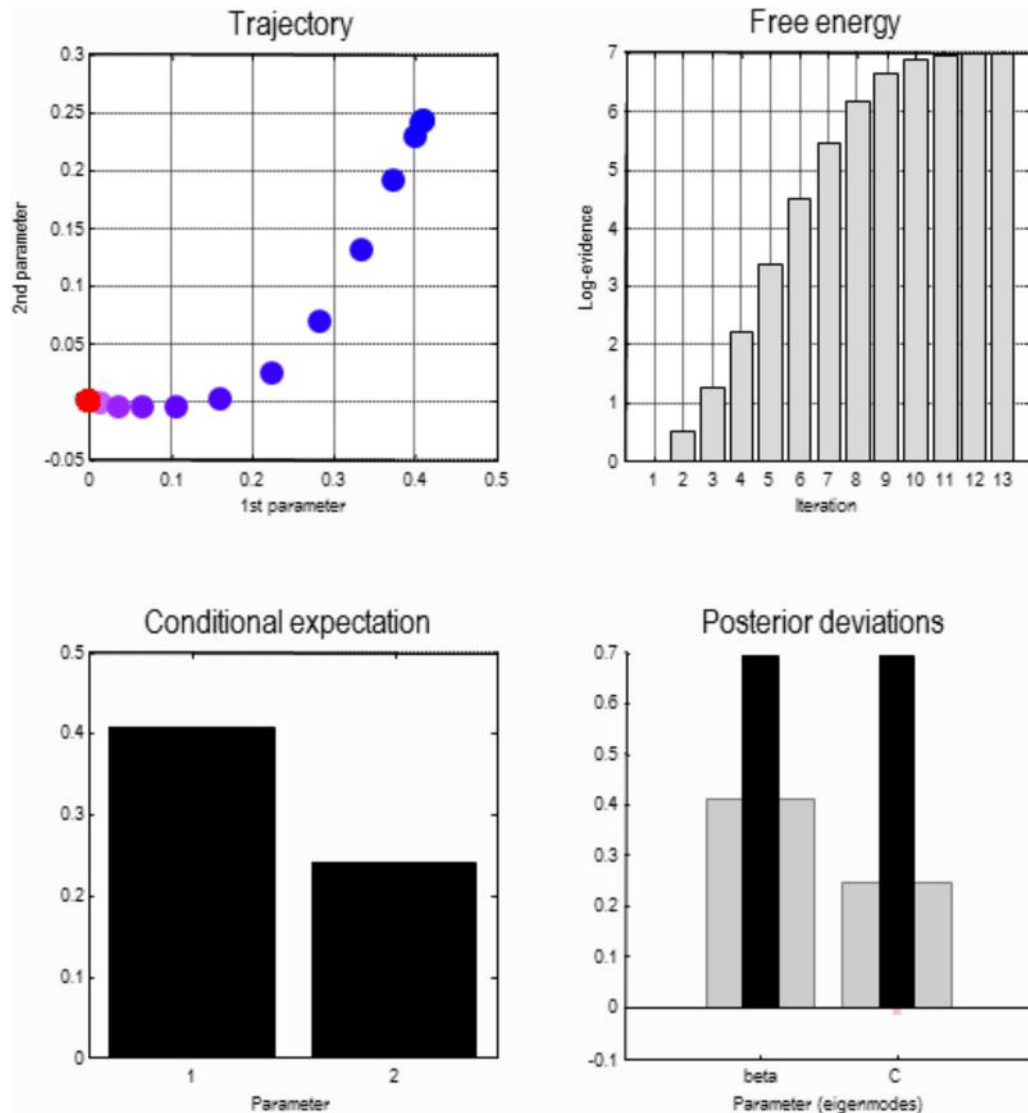 Trajectory
0.3
0.25
0.2
0.15
0.1
0.05
0
-0.05
2nd parameter
0 0.1 0.2 0.3 0.4 0.5
1st parameter
Free energy
7
6
5
4
3
2
1
0
Log-evidence
1 2 3 4 5 6 7 8 9 10 11 12 13
Iteration
Conditional expectation
0.5
0.4
0.3
0.2
0.1
0
1 2
Parameter
Posterior deviations
0.7
0.6
0.5
0.4
0.3
0.2
0.1
0
-0.1
beta C
Parameter (eigenmodes)